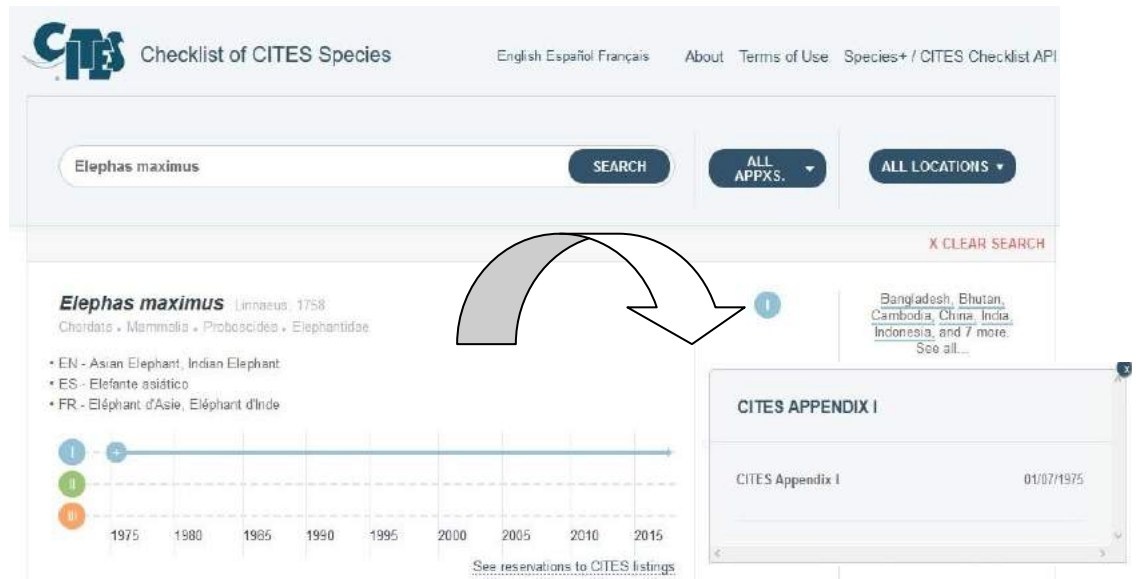 CITES
Checklist of CITES Species
English Español Français
About Terms of Use Species+ / CITES Checklist API
Elephas maximus
SEARCH
ALL APPXS.
ALL LOCATIONS
X CLEAR SEARCH
Elephas maximus Linnaeus, 1758
Chordata • Mammalia • Proboscidea • Elephantidae
• EN - Asian Elephant, Indian Elephant
• ES - Elefante asiático
• FR - Eléphant d'Asie, Eléphant d'Inde
I
Bangladesh, Bhutan,
Cambodia, China, India,
Indonesia, and 7 more.
See all...
I
+
II
III
1975 1980 1985 1990 1995 2000 2005 2010 2015
See reservations to CITES listings
x
CITES APPENDIX I
CITES Appendix I 01/07/1975